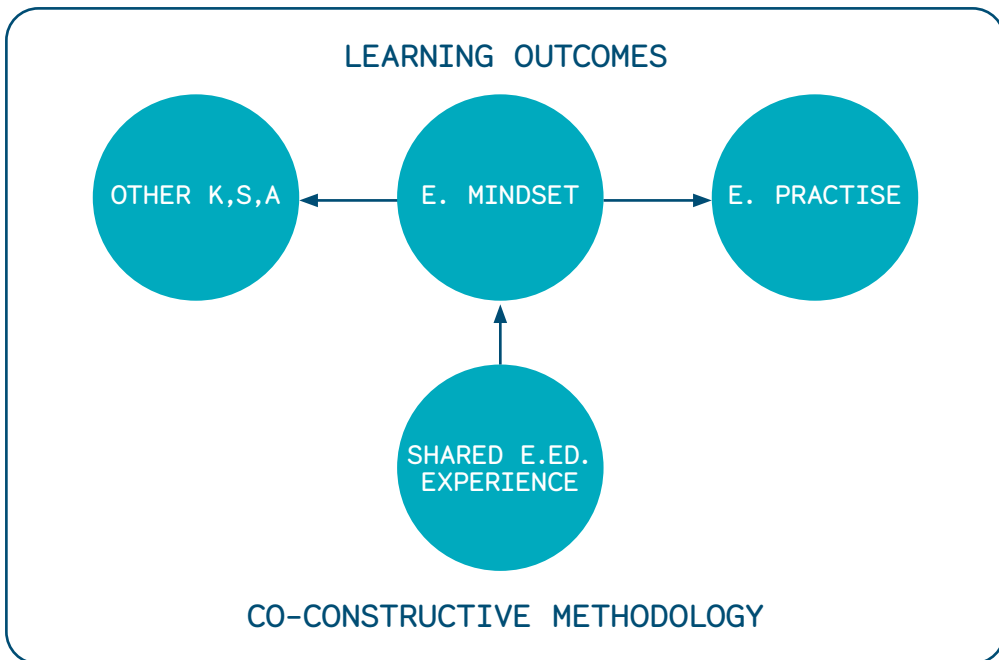 LEARNING OUTCOMES
OTHER K,S,A
E. MINDSET
E. PRACTISE
SHARED E.ED.
EXPERIENCE
CO-CONSTRUCTIVE METHODOLOGY